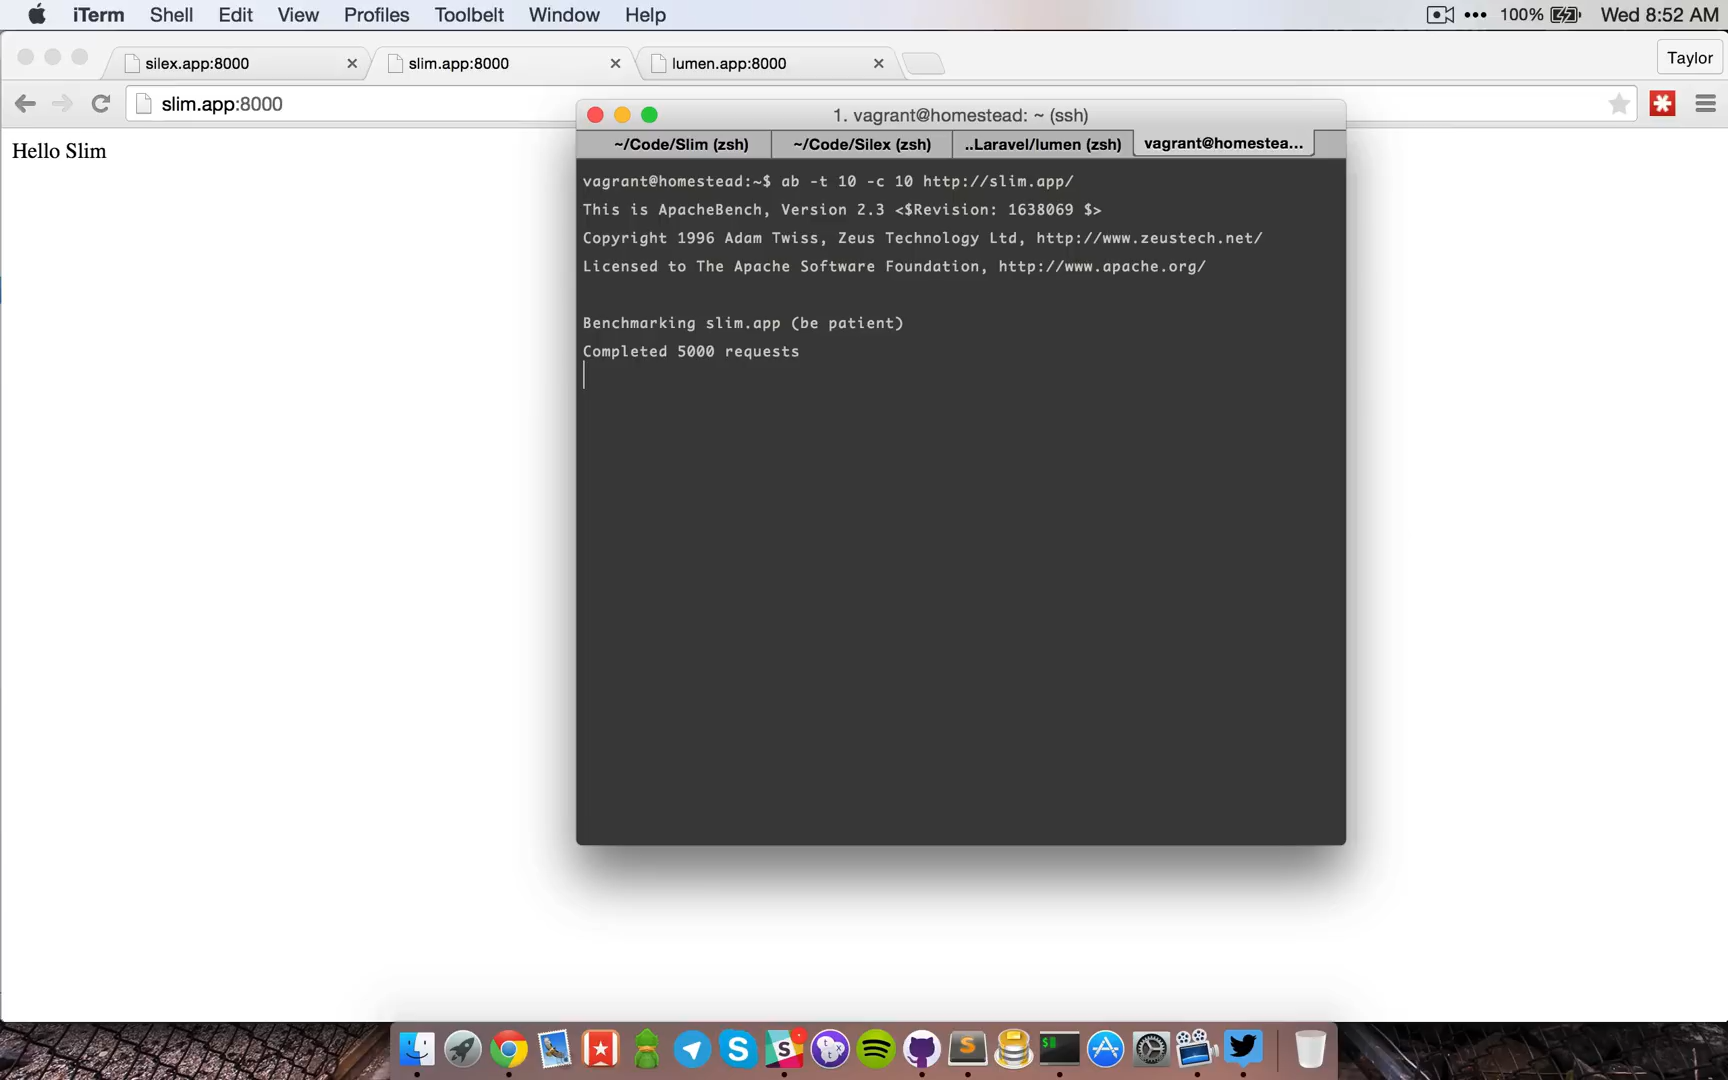 iTerm Shell Edit View Profiles Toolbelt Window Help 100% Wed 8:52 AM
silex.app:8000 slim.app:8000 lumen.app:8000 Taylor
slim.app:8000
Hello Slim
1. vagrant@homestead: ~ (ssh)
~/Code/Slim (zsh) ~/Code/Silex (zsh) ..Laravel/lumen (zsh) vagrant@homestea...
vagrant@homestead:~$ ab -t 10 -c 10 http://slim.app/
This is ApacheBench, Version 2.3 <$Revision: 1638069 $>
Copyright 1996 Adam Twiss, Zeus Technology Ltd, http://www.zeustech.net/
Licensed to The Apache Software Foundation, http://www.apache.org/
Benchmarking slim.app (be patient)
Completed 5000 requests